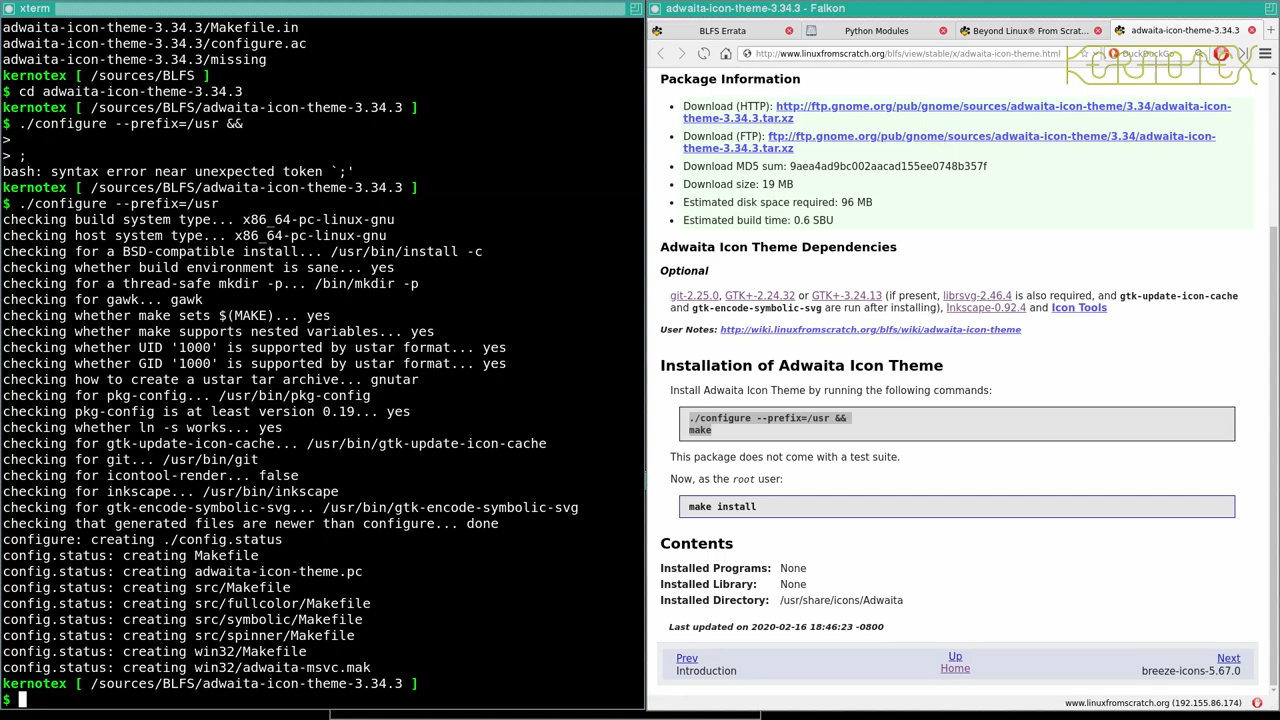 xterm
adwaita-icon-theme-3.34.3/Makefile.in
adwaita-icon-theme-3.34.3/configure.ac
adwaita-icon-theme-3.34.3/missing
kernotex [ /sources/BLFS ]
$ cd adwaita-icon-theme-3.34.3
kernotex [ /sources/BLFS/adwaita-icon-theme-3.34.3 ]
$ ./configure --prefix=/usr &&
>
> ;
bash: syntax error near unexpected token `;'
kernotex [ /sources/BLFS/adwaita-icon-theme-3.34.3 ]
$ ./configure --prefix=/usr
checking build system type... x86_64-pc-linux-gnu
checking host system type... x86_64-pc-linux-gnu
checking for a BSD-compatible install... /usr/bin/install -c
checking whether build environment is sane... yes
checking for a thread-safe mkdir -p... /bin/mkdir -p
checking for gawk... gawk
checking whether make sets $(MAKE)... yes
checking whether make supports nested variables... yes
checking whether UID '1000' is supported by ustar format... yes
checking whether GID '1000' is supported by ustar format... yes
checking how to create a ustar tar archive... gnutar
checking for pkg-config... /usr/bin/pkg-config
checking pkg-config is at least version 0.19... yes
checking whether ln -s works... yes
checking for gtk-update-icon-cache... /usr/bin/gtk-update-icon-cache
checking for git... /usr/bin/git
checking for icontool-render... false
checking for inkscape... /usr/bin/inkscape
checking for gtk-encode-symbolic-svg... /usr/bin/gtk-encode-symbolic-svg
checking that generated files are newer than configure... done
configure: creating ./config.status
config.status: creating Makefile
config.status: creating adwaita-icon-theme.pc
config.status: creating src/Makefile
config.status: creating src/fullcolor/Makefile
config.status: creating src/symbolic/Makefile
config.status: creating src/spinner/Makefile
config.status: creating win32/Makefile
config.status: creating win32/adwaita-msvc.mak
kernotex [ /sources/BLFS/adwaita-icon-theme-3.34.3 ]
$
adwaita-icon-theme-3.34.3 - Falkon
BLFS Errata Python Modules Beyond Linux® From Scrat... adwaita-icon-theme-3.34.3
http://www.linuxfromscratch.org/blfs/view/stable/x/adwaita-icon-theme.html DuckDuckGo
KERNOTEX
Package Information
Download (HTTP): http://ftp.gnome.org/pub/gnome/sources/adwaita-icon-theme/3.34/adwaita-icon-
theme-3.34.3.tar.xz
Download (FTP): ftp://ftp.gnome.org/pub/gnome/sources/adwaita-icon-theme/3.34/adwaita-icon-
theme-3.34.3.tar.xz
Download MD5 sum: 9aea4ad9bc002aacad155ee0748b357f
Download size: 19 MB
Estimated disk space required: 96 MB
Estimated build time: 0.6 SBU
Adwaita Icon Theme Dependencies
Optional
git-2.25.0, GTK+-2.24.32 or GTK+-3.24.13 (if present, librsvg-2.46.4 is also required, and gtk-update-icon-cache
and gtk-encode-symbolic-svg are run after installing), Inkscape-0.92.4 and Icon Tools
User Notes: http://wiki.linuxfromscratch.org/blfs/wiki/adwaita-icon-theme
Installation of Adwaita Icon Theme
Install Adwaita Icon Theme by running the following commands:
./configure --prefix=/usr &&
make
This package does not come with a test suite.
Now, as the root user:
make install
Contents
Installed Programs: None
Installed Library: None
Installed Directory: /usr/share/icons/Adwaita
Last updated on 2020-02-16 18:46:23 -0800
Prev Up Next
Introduction Home breeze-icons-5.67.0
www.linuxfromscratch.org (192.155.86.174)